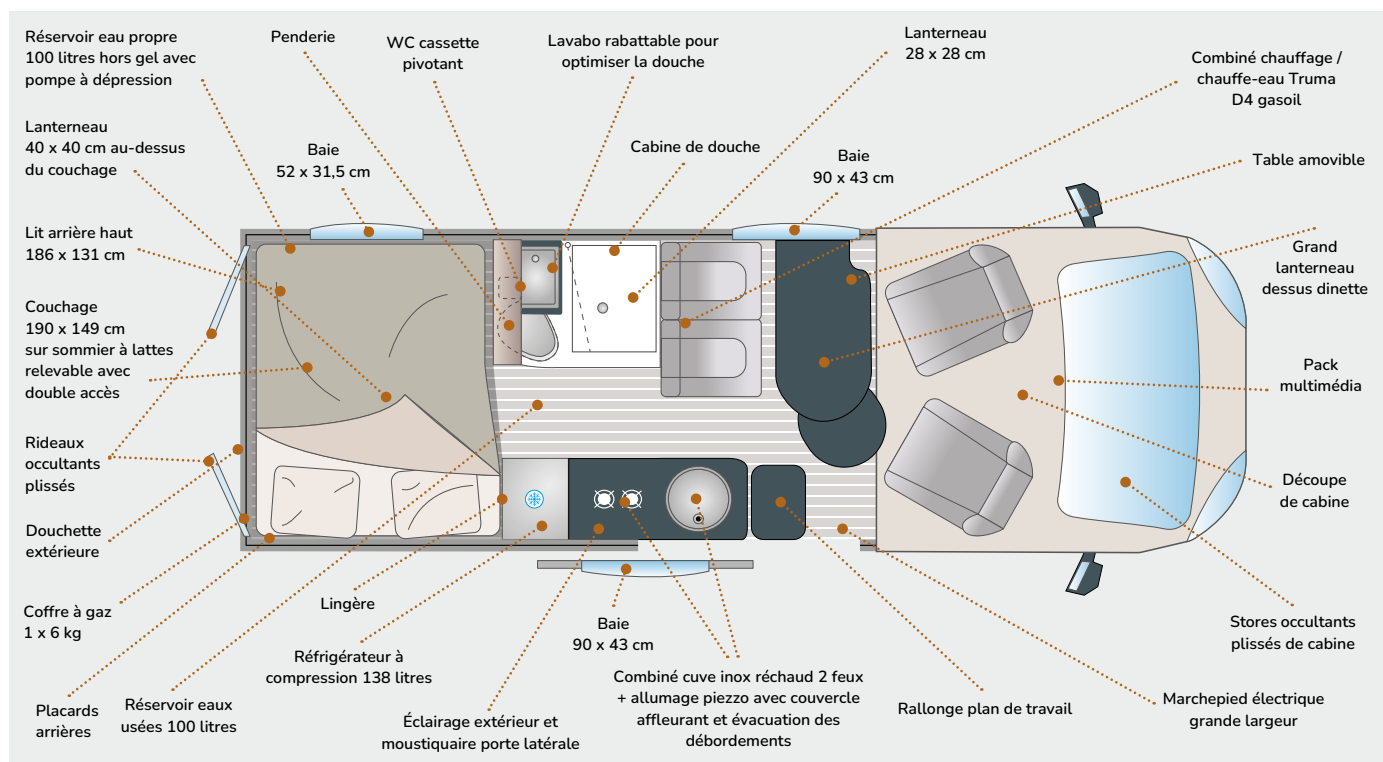 Réservoir eau propre
100 litres hors gel avec
pompe à dépression
Penderie
WC cassette
pivotant
Lavabo rabattable pour
optimiser la douche
Lanterneau
28 x 28 cm
Combiné chauffage /
chauffe-eau Truma
D4 gasoil
Lanterneau
40 x 40 cm au-dessus
du couchage
Baie
52 x 31,5 cm
Cabine de douche
Baie
90 x 43 cm
Table amovible
Lit arrière haut
186 x 131 cm
Grand
lanterneau
dessus dinette
Couchage
190 x 149 cm
sur sommier à lattes
relevable avec
double accès
Pack
multimédia
Rideaux
occultants
plissés
Découpe
de cabine
Douchette
extérieure
Coffre à gaz
1 x 6 kg
Lingère
Baie
90 x 43 cm
Stores occultants
plissés de cabine
Réfrigérateur à
compression 138 litres
Combiné cuve inox réchaud 2 feux
+ allumage piezzo avec couvercle
affleurant et évacuation des
débordements
Placards
arrières
Réservoir eaux
usées 100 litres
Éclairage extérieur et
moustiquaire porte latérale
Rallonge plan de travail
Marchepied électrique
grande largeur